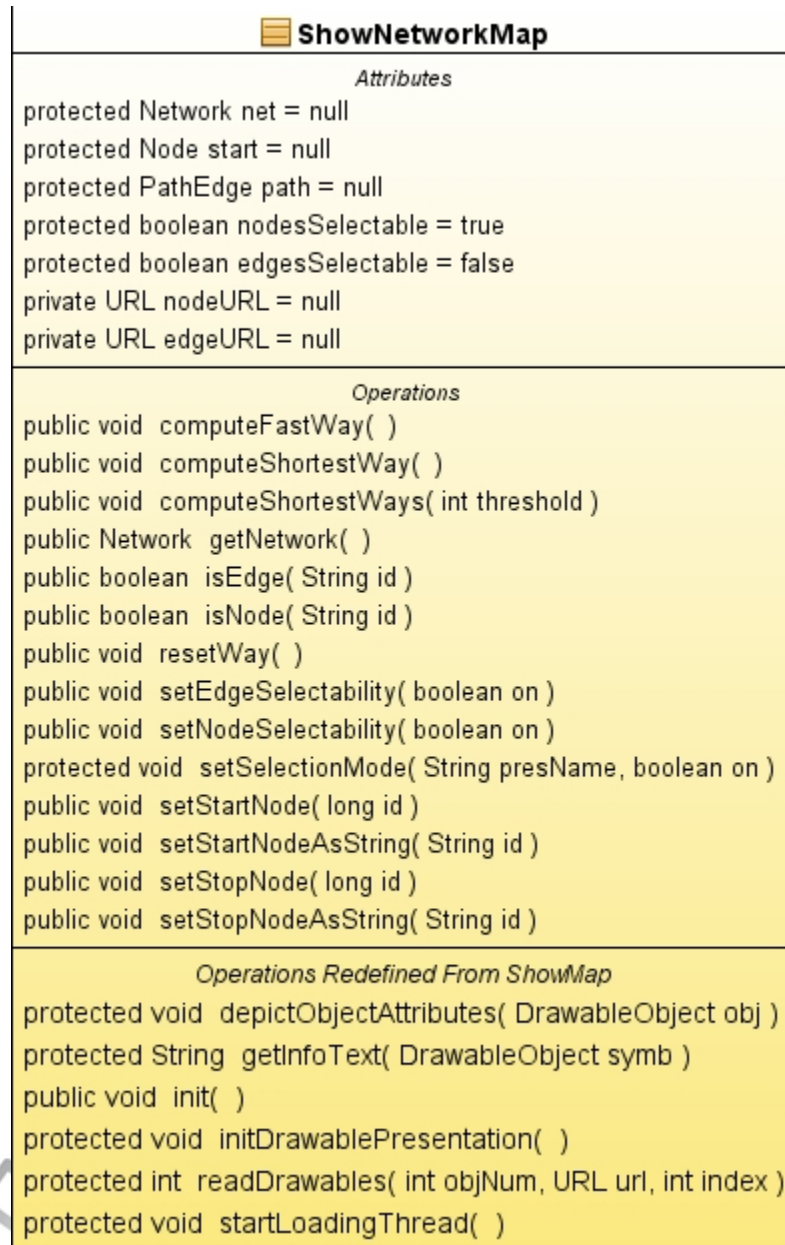 ShowNetworkMap
Attributes
protected Network net = null
protected Node start = null
protected PathEdge path = null
protected boolean nodesSelectable = true
protected boolean edgesSelectable = false
private URL nodeURL = null
private URL edgeURL = null
Operations
public void computeFastWay( )
public void computeShortestWay( )
public void computeShortestWays( int threshold )
public Network getNetwork( )
public boolean isEdge( String id )
public boolean isNode( String id )
public void resetWay( )
public void setEdgeSelectability( boolean on )
public void setNodeSelectability( boolean on )
protected void setSelectionMode( String presName, boolean on )
public void setStartNode( long id )
public void setStartNodeAsString( String id )
public void setStopNode( long id )
public void setStopNodeAsString( String id )
Operations Redefined From ShowMap
protected void depictObjectAttributes( DrawableObject obj )
protected String getInfoText( DrawableObject symb )
public void init( )
protected void initDrawablePresentation( )
protected int readDrawables( int objNum, URL url, int index )
protected void startLoadingThread( )